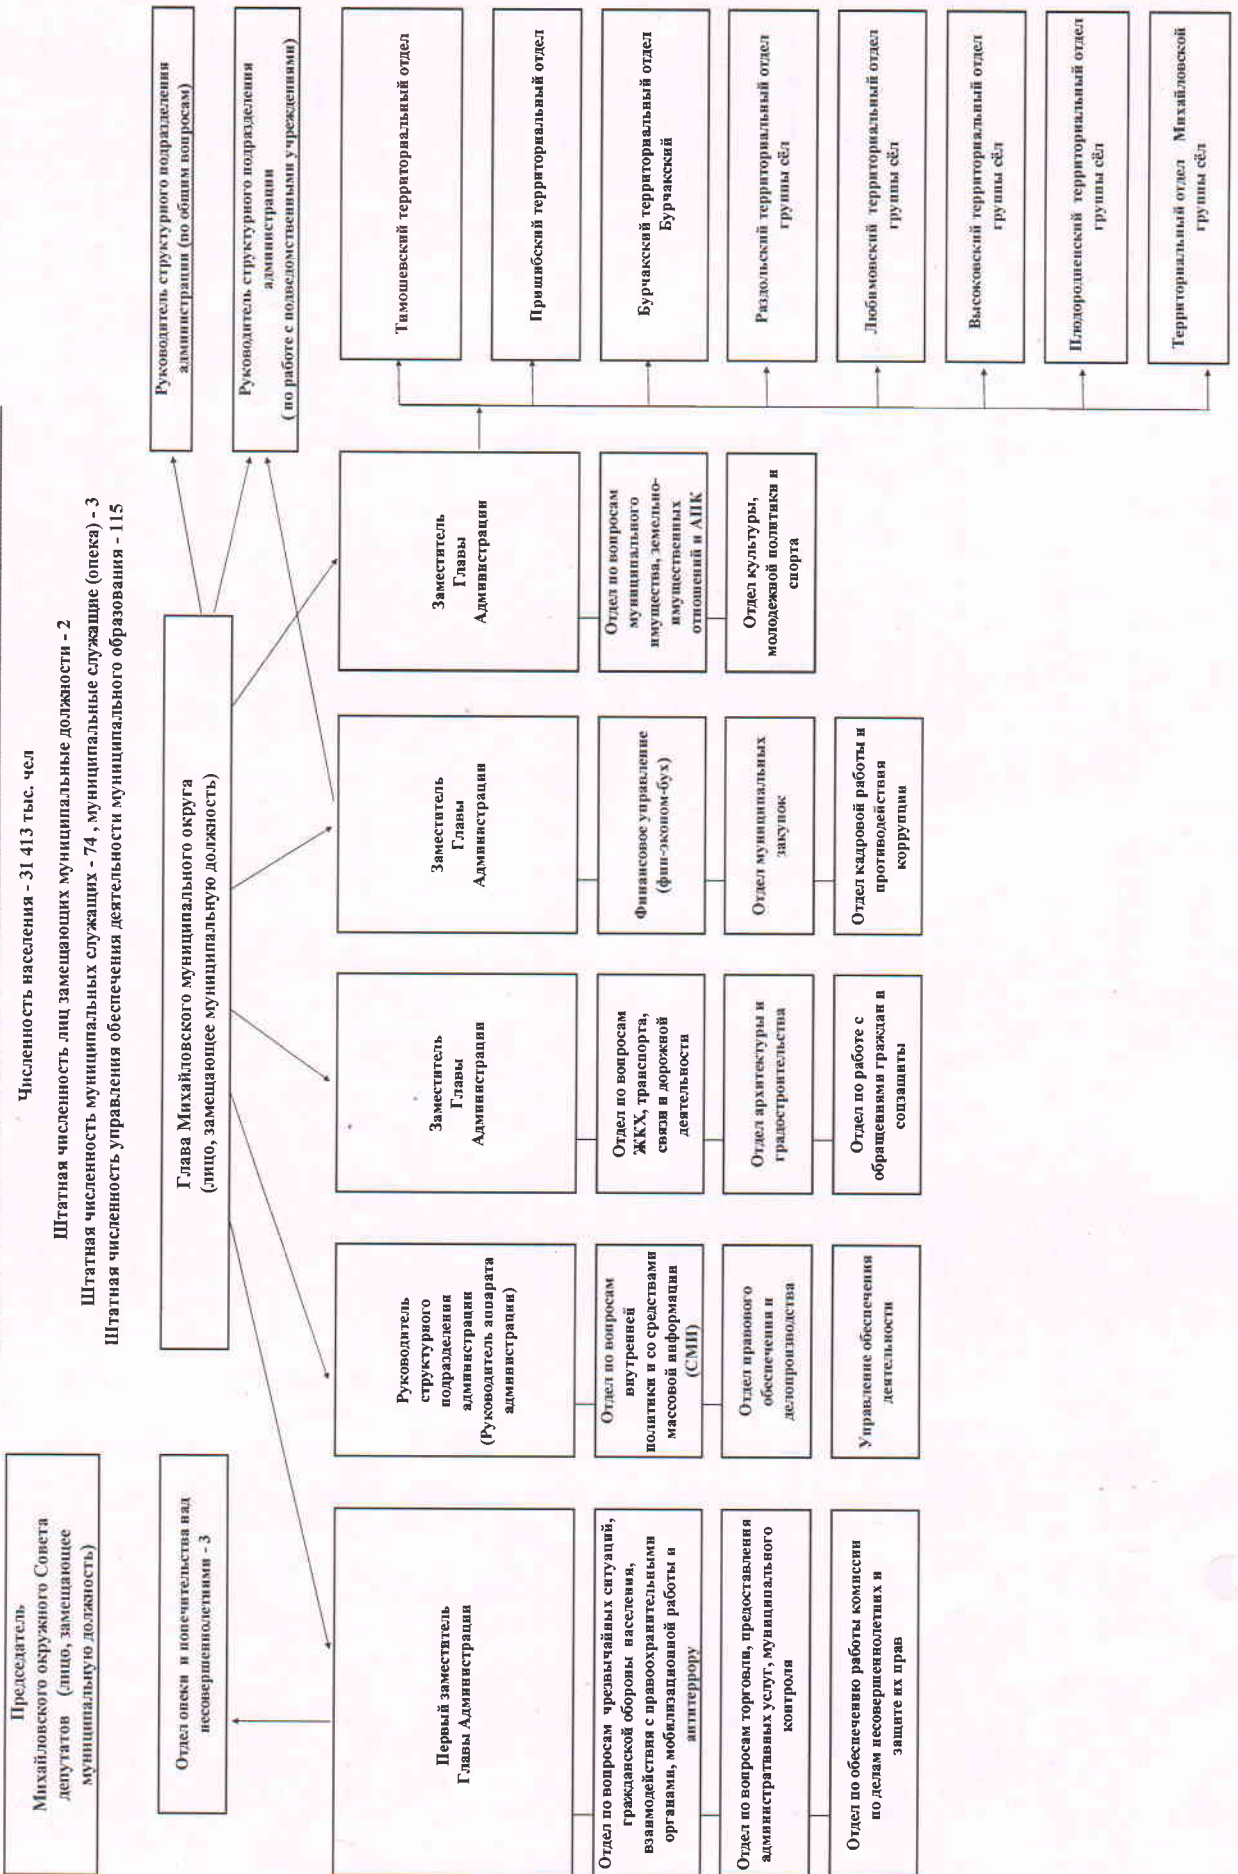 Численность населения - 31 413 тыс. чел
Штатная численность лиц замещающих муниципальные должности - 2
Штатная численность муниципальных служащих - 74 , муниципальные служащие (опека) - 3
Штатная численность управления обеспечения деятельности муниципального образования - 115
Председатель
Михайловского окружного Совета
депутатов (лицо, замещающее
муниципальную должность)
Глава Михайловского муниципального округа
(лицо, замещающее муниципальную должность)
Руководитель структурного подразделения
администрации (по общим вопросам)
Руководитель структурного подразделения
администрации
( по работе с подведомственными учреждениями)
Отдел опеки и попечительства над
несовершеннолетними - 3
Первый заместитель
Главы Администрации
Отдел по вопросам чрезвычайных ситуаций,
гражданской обороны населения,
взаимодействия с правоохранительными
органами, мобилизационной работы и
антитеррору
Отдел по вопросам торговли, предоставления
административных услуг, муниципального
контроля
Отдел по обеспечению работы комиссии
по делам несовершеннолетних и
защите их прав
Руководитель
структурного
подразделения
администрации
(Руководитель аппарата
администрации)
Отдел по вопросам
внутренней
политики и со средствами
массовой информации
(СМИ)
Отдел правового
обеспечения и
делопроизводства
Управление обеспечения
деятельности
Заместитель
Главы
Администрации
Отдел по вопросам
ЖКХ, транспорта,
связи и дорожной
деятельности
Отдел архитектуры и
градостроительства
Отдел по работе с
обращениями граждан в
соцзащиты
Заместитель
Главы
Администрации
Финансовое управление
(фин-эконом-бух)
Отдел муниципальных
закупок
Отдел кадровой работы и
противодействия
коррупции
Заместитель
Главы
Администрации
Отдел по вопросам
муниципального
имущества, земельно-
имущественных
отношений и АПК
Отдел культуры,
молодежной политики и
спорта
Тимошевский территориальный отдел
Пришибский территориальный отдел
Бурчакский территориальный отдел
Бурчакский
Раздольский территориальный отдел
группы сёл
Любимовский территориальный отдел
группы сёл
Высоковский территориальный отдел
группы сёл
Плодородненский территориальный отдел
группы сёл
Территориальный отдел Михайловской
группы сёл